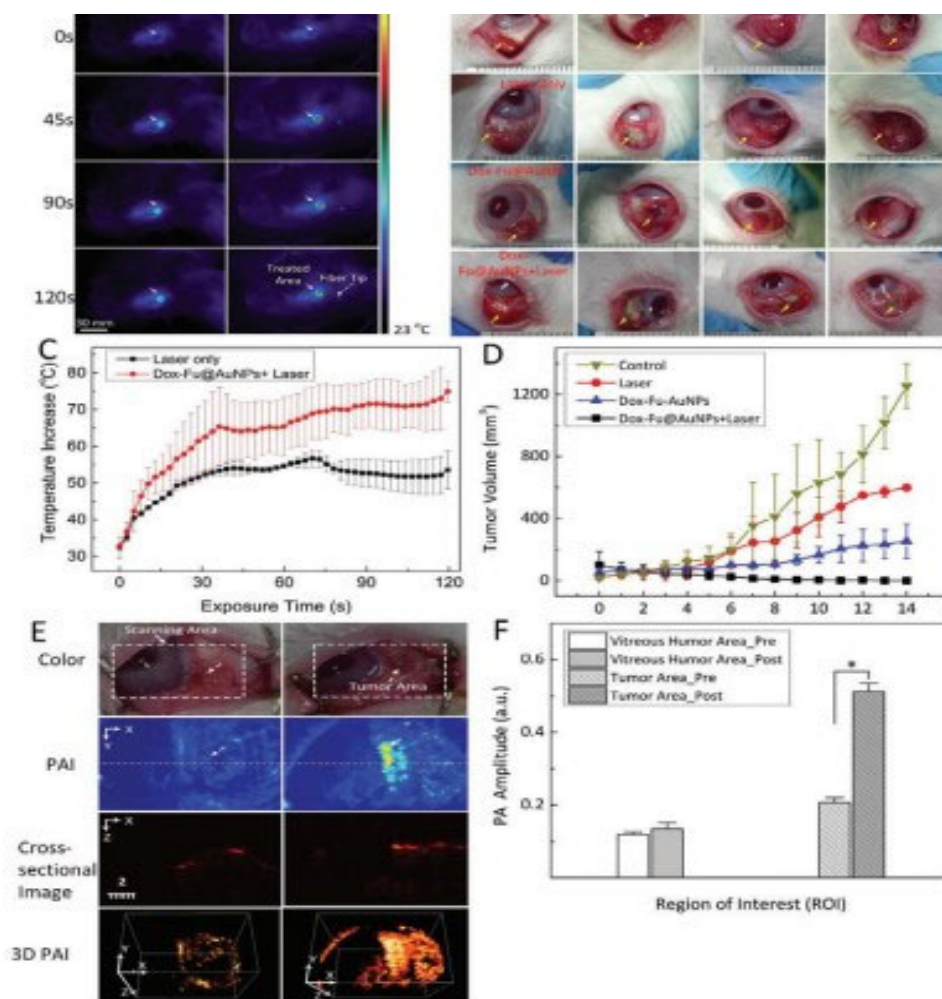 0s
45s
90s
120s
Treated
Area
Fiber Tip
23 °C
Laser Only
Dox-Fu@AuNPs
Dox-
Fu@AuNPs+Laser
C
Temperature Increase (°C)
Laser only
Dox-Fu@AuNPs+ Laser
80
70
60
50
40
30
0
30
60
90
120
Exposure Time (s)
D
Tumor Volume (mm³)
Control
Laser
Dox-Fu-AuNPs
Dox-Fu@AuNPs+Laser
1200
800
400
0
0
2
4
6
8
10
12
14
E
Color
Scanning Area
Tumor Area
PAI
X
Y
Cross-
sectional
Image
X
Z
2
mm
3D PAI
Y
X
Z
Y
X
Z
F
PA Amplitude (a.u.)
Vitreous Humor Area_Pre
Vitreous Humor Area_Post
Tumor Area_Pre
Tumor Area_Post
*
0.6
0.4
0.2
Region of Interest (ROI)